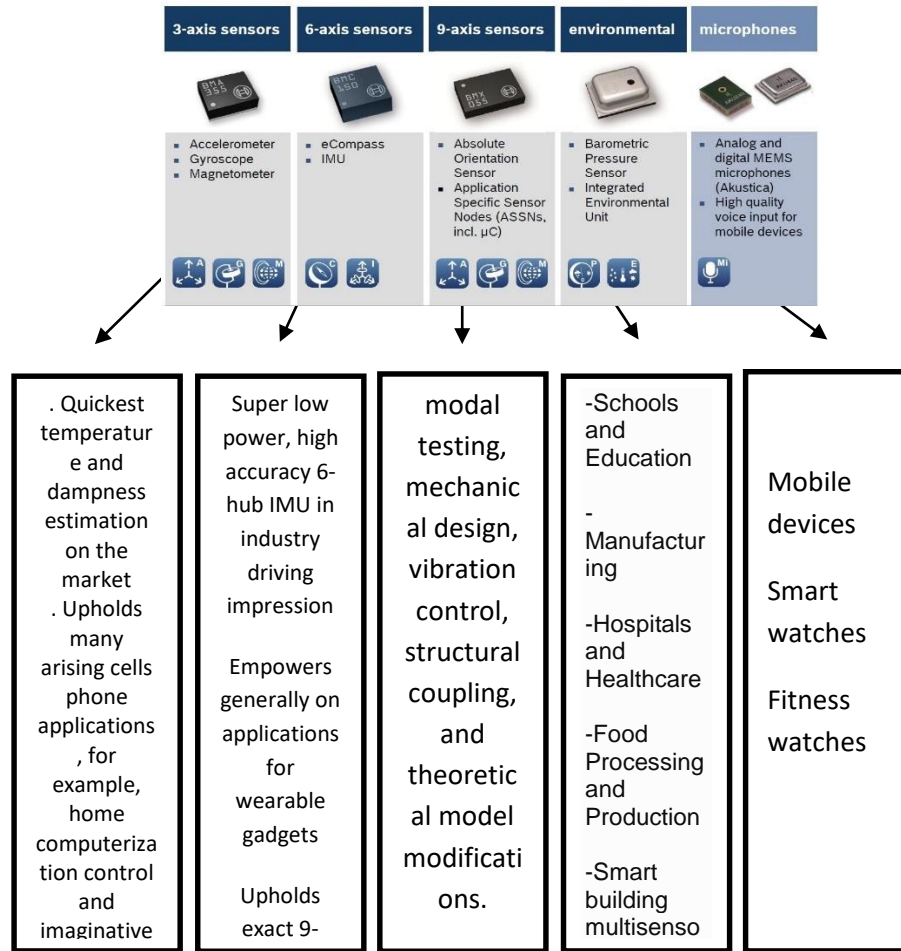 3-axis sensors
6-axis sensors
9-axis sensors
environmental
microphones
BMA
355
BMC
150
BMX
055
▪ Accelerometer
▪ Gyroscope
▪ Magnetometer
▪ eCompass
▪ IMU
▪ Absolute
Orientation
Sensor
▪ Application
Specific Sensor
Nodes (ASSNs,
incl. µC)
▪ Barometric
Pressure
Sensor
▪ Integrated
Environmental
Unit
▪ Analog and
digital MEMS
microphones
(Akustica)
▪ High quality
voice input for
mobile devices
A
G
M
C
I
A
G
M
P
E
Mi
. Quickest
temperatur
e and
dampness
estimation
on the
market
. Upholds
many
arising cells
phone
applications
, for
example,
home
computeriza
tion control
and
imaginative
Super low
power, high
accuracy 6-
hub IMU in
industry
driving
impression
Empowers
generally on
applications
for
wearable
gadgets
Upholds
exact 9-
modal
testing,
mechanic
al design,
vibration
control,
structural
coupling,
and
theoretic
al model
modificati
ons.
-Schools
and
Education
-
Manufactur
ing
-Hospitals
and
Healthcare
-Food
Processing
and
Production
-Smart
building
multisenso
Mobile
devices
Smart
watches
Fitness
watches